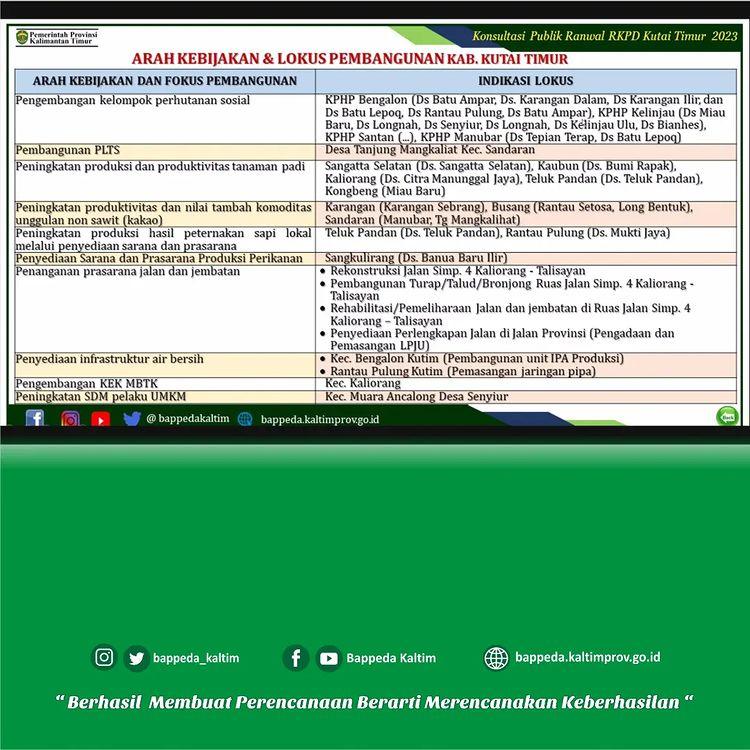 Pemerintah Provinsi
Kalimantan Timur
Konsultasi Publik Ranwal RKPD Kutai Timur 2023
ARAH KEBIJAKAN & LOKUS PEMBANGUNAN KAB. KUTAI TIMUR
ARAH KEBIJAKAN DAN FOKUS PEMBANGUNAN
INDIKASI LOKUS
Pengembangan kelompok perhutanan sosial
KPHP Bengalon (Ds Batu Ampar, Ds. Karangan Dalam, Ds Karangan Ilir, dan
Ds Batu Lepoq, Ds Rantau Pulung, Ds Batu Ampar), KPHP Kelinjau (Ds Miau
Baru, Ds Longnah, Ds Senyiur, Ds Longnah, Ds Kelinjau Ulu, Ds Bianhes),
KPHP Santan (...), KPHP Manubar (Ds Tepian Terap, Ds Batu Lepoq)
Pembangunan PLTS
Desa Tanjung Mangkaliat Kec. Sandaran
Peningkatan produksi dan produktivitas tanaman padi
Sangatta Selatan (Ds. Sangatta Selatan), Kaubun (Ds. Bumi Rapak),
Kaliorang (Ds. Citra Manunggal Jaya), Teluk Pandan (Ds. Teluk Pandan),
Kongbeng (Miau Baru)
Peningkatan produktivitas dan nilai tambah komoditas
unggulan non sawit (kakao)
Karangan (Karangan Sebrang), Busang (Rantau Setosa, Long Bentuk),
Sandaran (Manubar, Tg Mangkalihat)
Peningkatan produksi hasil peternakan sapi lokal
melalui penyediaan sarana dan prasarana
Teluk Pandan (Ds. Teluk Pandan), Rantau Pulung (Ds. Mukti Jaya)
Penyediaan Sarana dan Prasarana Produksi Perikanan
Sangkulirang (Ds. Banua Baru Ilir)
Penanganan prasarana jalan dan jembatan
• Rekonstruksi Jalan Simp. 4 Kaliorang - Talisayan
• Pembangunan Turap/Talud/Bronjong Ruas Jalan Simp. 4 Kaliorang -
Talisayan
• Rehabilitasi/Pemeliharaan Jalan dan jembatan di Ruas Jalan Simp. 4
Kaliorang – Talisayan
• Penyediaan Perlengkapan Jalan di Jalan Provinsi (Pengadaan dan
Pemasangan LPJU)
Penyediaan infrastruktur air bersih
• Kec. Bengalon Kutim (Pembangunan unit IPA Produksi)
• Rantau Pulung Kutim (Pemasangan jaringan pipa)
Pengembangan KEK MBTK
Kec. Kaliorang
Peningkatan SDM pelaku UMKM
Kec. Muara Ancalong Desa Senyiur
@ bappedakaltim
bappeda.kaltimprov.go.id
Back
bappeda_kaltim
Bappeda Kaltim
bappeda.kaltimprov.go.id
“ Berhasil Membuat Perencanaan Berarti Merencanakan Keberhasilan “